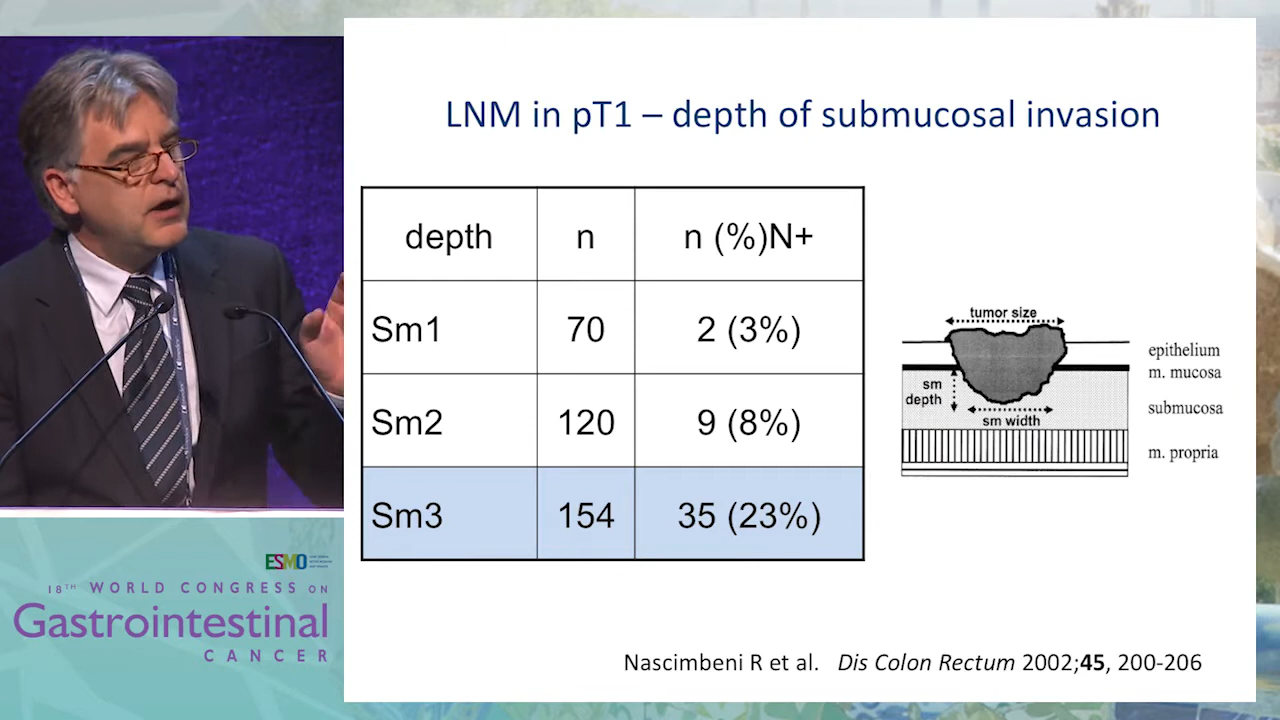 LNM in pT1 – depth of submucosal invasion
depth n n (%)N+
Sm1 70 2 (3%)
Sm2 120 9 (8%)
Sm3 154 35 (23%)
tumor size
epithelium
m. mucosa
sm
depth
submucosa
sm width
m. propria
Nascimbeni R et al. Dis Colon Rectum 2002;45, 200-206
ESMO
18TH WORLD CONGRESS ON
Gastrointestinal
CANCER